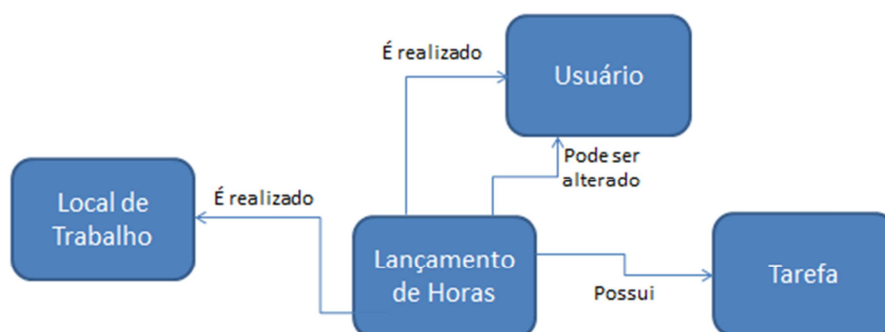 É realizado
Usuário
Pode ser
alterado
Local de
Trabalho
É realizado
Lançamento
de Horas
Possui
Tarefa